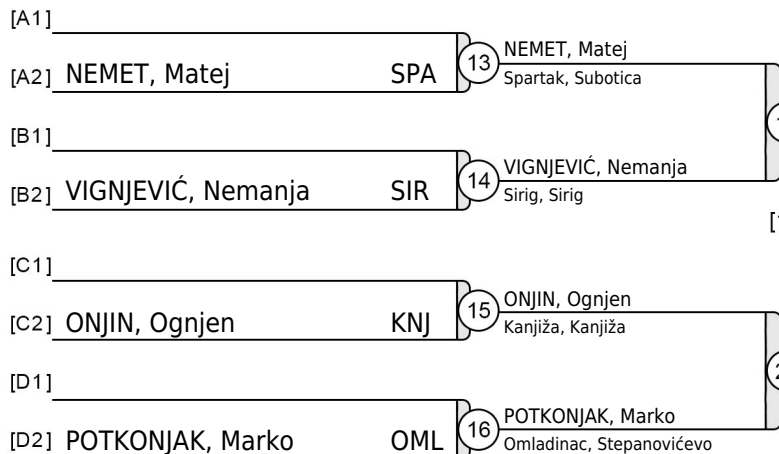 [A1]
[A2] NEMET, Matej SPA
13
NEMET, Matej
Spartak, Subotica
[B1]
[B2] VIGNJEVIĆ, Nemanja SIR
14
VIGNJEVIĆ, Nemanja
Sirig, Sirig
[C1]
[C2] ONJIN, Ognjen KNJ
15
ONJIN, Ognjen
Kanjiža, Kanjiža
[D1]
[D2] POTKONJAK, Marko OML
16
POTKONJAK, Marko
Omladinac, Stepanovićevo